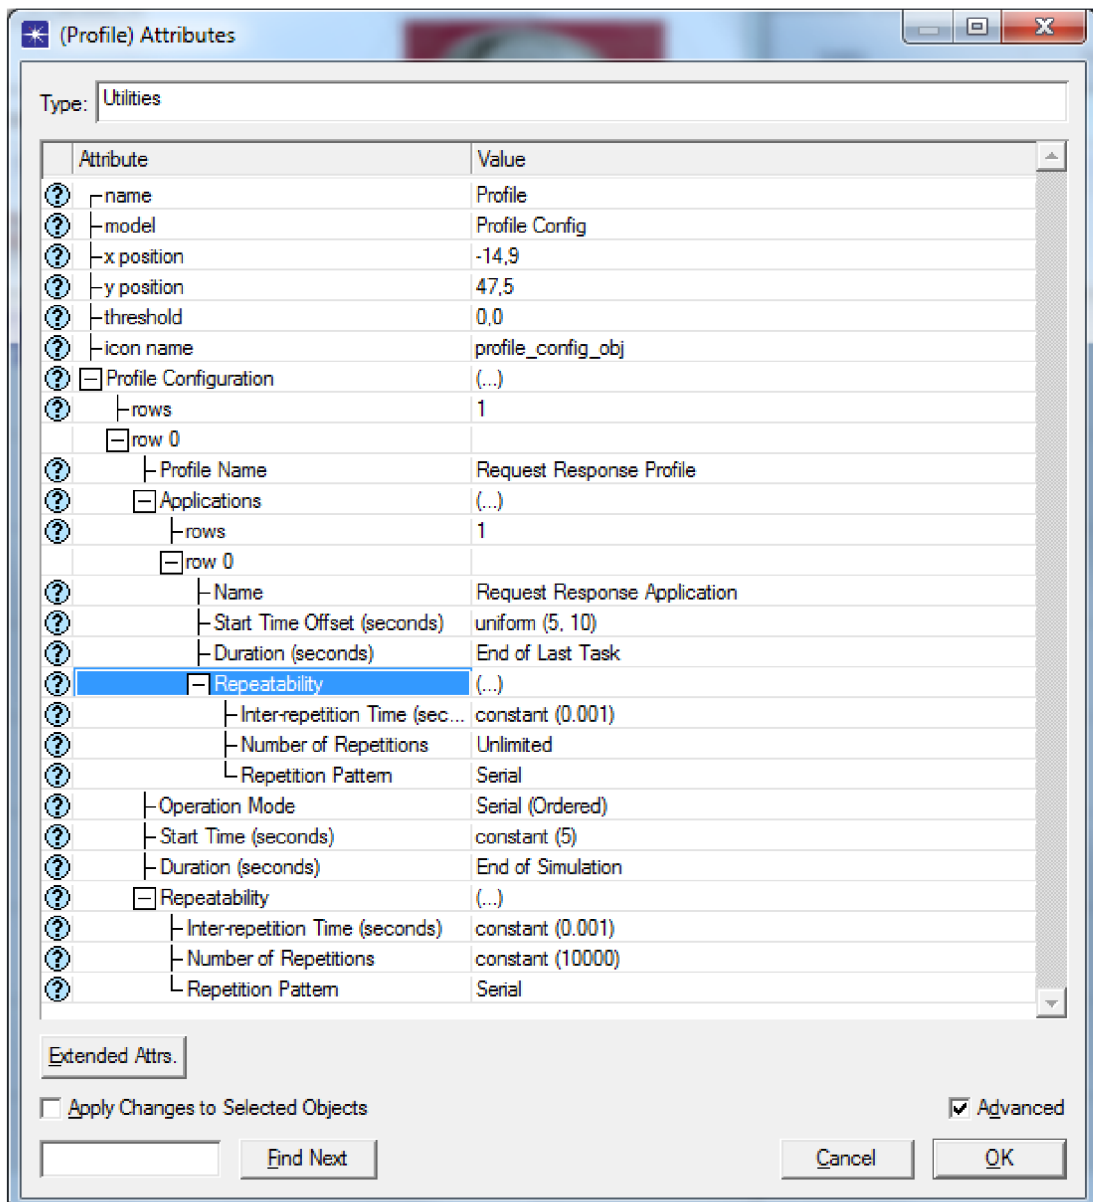 (Profile) Attributes
Type: Utilities
Attribute Value
name Profile
model Profile Config
x position -14,9
y position 47,5
threshold 0,0
icon name profile_config_obj
Profile Configuration (...)
rows 1
row 0
Profile Name Request Response Profile
Applications (...)
rows 1
row 0
Name Request Response Application
Start Time Offset (seconds) uniform (5, 10)
Duration (seconds) End of Last Task
Repeatability (...)
Inter-repetition Time (sec... constant (0.001)
Number of Repetitions Unlimited
Repetition Pattern Serial
Operation Mode Serial (Ordered)
Start Time (seconds) constant (5)
Duration (seconds) End of Simulation
Repeatability (...)
Inter-repetition Time (seconds) constant (0.001)
Number of Repetitions constant (10000)
Repetition Pattern Serial
Extended Attrs.
Apply Changes to Selected Objects Advanced
Find Next Cancel OK